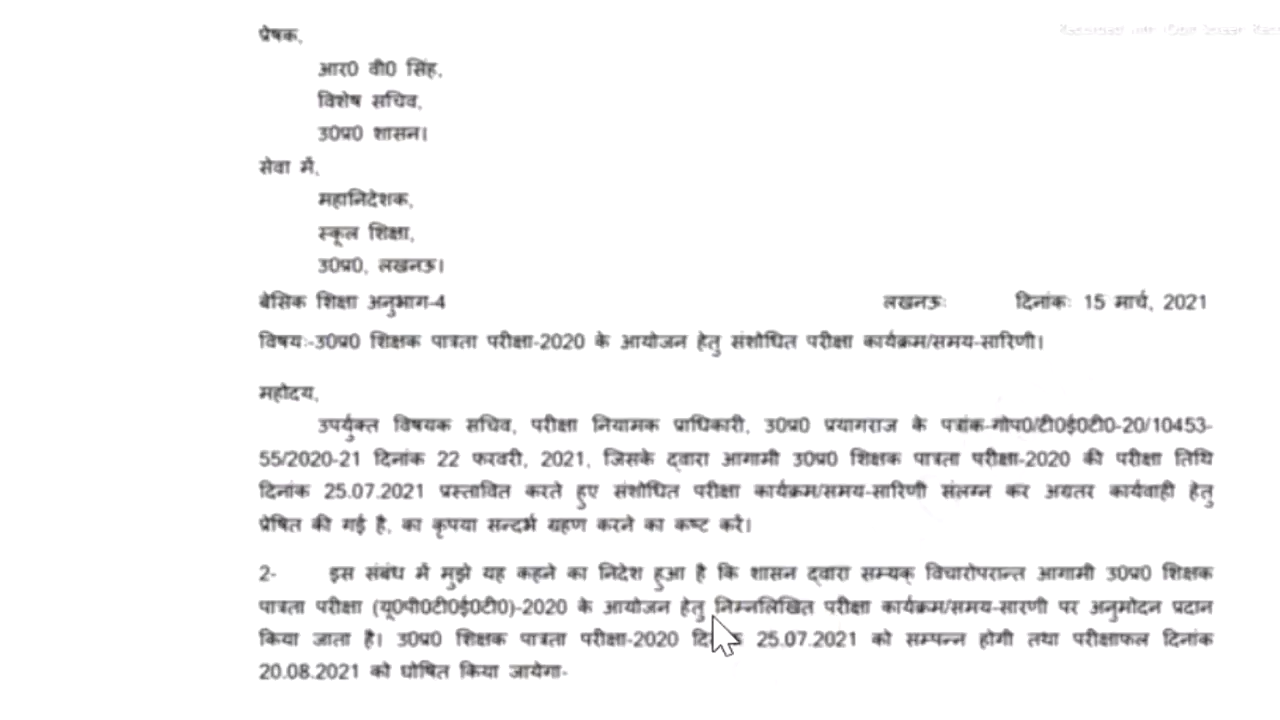 प्रेषक,
आर0 वी0 सिंह,
विशेष सचिव,
उ0प्र0 शासन।
सेवा में,
महानिदेशक,
स्कूल शिक्षा,
उ0प्र0, लखनऊ।
बेसिक शिक्षा अनुभाग-4 लखनऊः दिनांकः 15 मार्च, 2021
विषयः-उ0प्र0 शिक्षक पात्रता परीक्षा-2020 के आयोजन हेतु संशोधित परीक्षा कार्यक्रम/समय-सारिणी।
महोदय,
उपर्युक्त विषयक सचिव, परीक्षा नियामक प्राधिकारी, उ0प्र0 प्रयागराज के पत्रांक-गोप0/टी0ई0टी0-20/10453-
55/2020-21 दिनांक 22 फरवरी, 2021, जिसके द्वारा आगामी उ0प्र0 शिक्षक पात्रता परीक्षा-2020 की परीक्षा तिथि
दिनांक 25.07.2021 प्रस्तावित करते हुए संशोधित परीक्षा कार्यक्रम/समय-सारिणी संलग्न कर अग्रतर कार्यवाही हेतु
प्रेषित की गई है, का कृपया सन्दर्भ ग्रहण करने का कष्ट करें।
2- इस संबंध में मुझे यह कहने का निदेश हुआ है कि शासन द्वारा सम्यक् विचारोपरान्त आगामी उ0प्र0 शिक्षक
पात्रता परीक्षा (यू0पी0टी0ई0टी0)-2020 के आयोजन हेतु निम्नलिखित परीक्षा कार्यक्रम/समय-सारणी पर अनुमोदन प्रदान
किया जाता है। उ0प्र0 शिक्षक पात्रता परीक्षा-2020 25.07.2021 को सम्पन्न होगी तथा परीक्षाफल दिनांक
20.08.2021 को घोषित किया जायेगा-